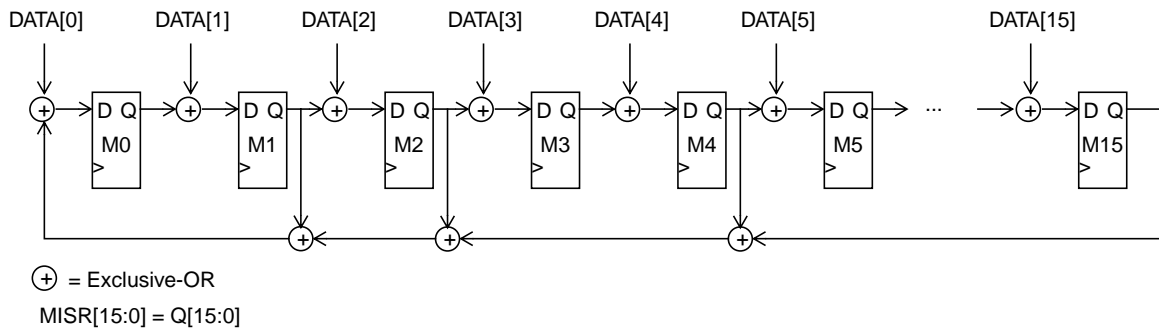 DATA[0] DATA[1] DATA[2] DATA[3] DATA[4] DATA[5] DATA[15]
+ + + + + + +
D Q D Q D Q D Q D Q D Q ... D Q
M0 M1 M2 M3 M4 M5 M15
> > > > > > >
+ + +
+ = Exclusive-OR
MISR[15:0] = Q[15:0]